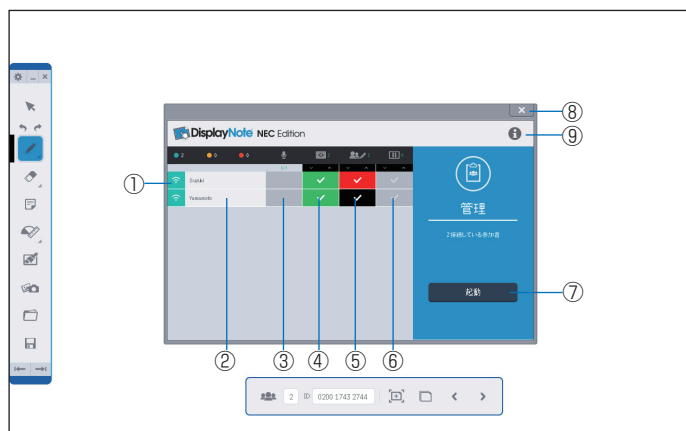 ⑧
DisplayNote NEC Edition
⑨
2 0 0
①
Suzuki
Yamamoto
管理
2接続している参加者
起動
②
③
④
⑤
⑥
⑦
2 ID 0200 1743 2744